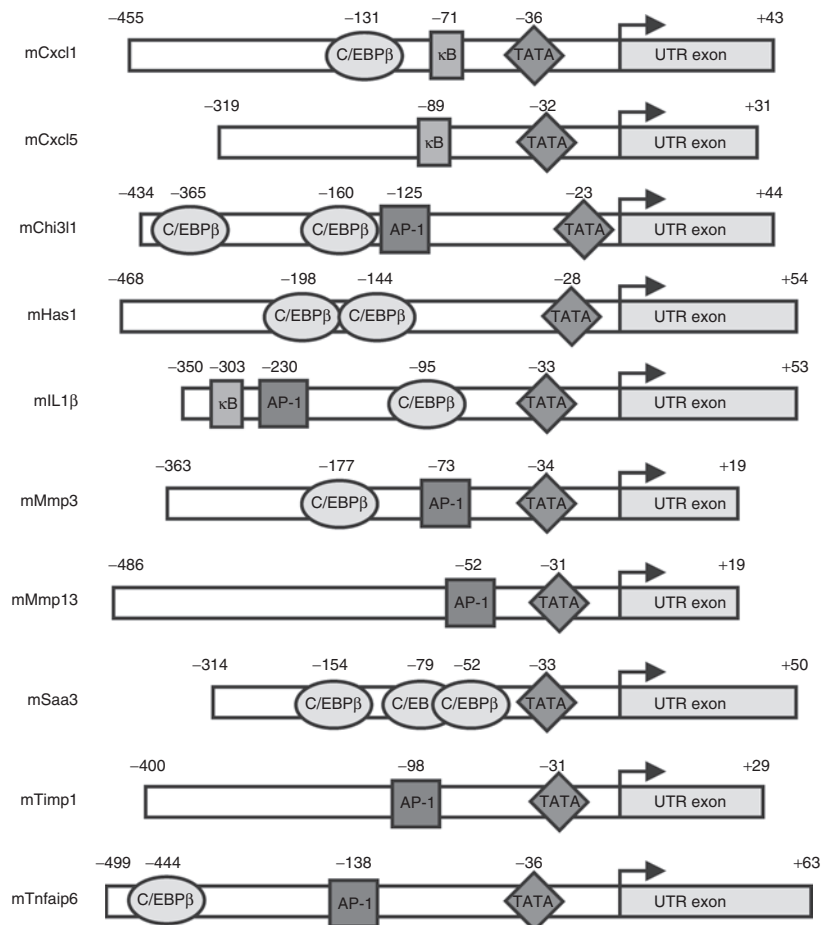 −455 −131 −71 −36 +43
mCxcl1 C/EBPβ κB TATA UTR exon
−319 −89 −32 +31
mCxcl5 κB TATA UTR exon
−434 −365 −160 −125 −23 +44
mChi3l1 C/EBPβ C/EBPβ AP-1 TATA UTR exon
−468 −198 −144 −28 +54
mHas1 C/EBPβ C/EBPβ TATA UTR exon
−350 −303 −230 −95 −33 +53
mIL1β κB AP-1 C/EBPβ TATA UTR exon
−363 −177 −73 −34 +19
mMmp3 C/EBPβ AP-1 TATA UTR exon
−486 −52 −31 +19
mMmp13 AP-1 TATA UTR exon
−314 −154 −79 −52 −33 +50
mSaa3 C/EBPβ C/EB C/EBPβ TATA UTR exon
−400 −98 −31 +29
mTimp1 AP-1 TATA UTR exon
−499 −444 −138 −36 +63
mTnfaip6 C/EBPβ AP-1 TATA UTR exon